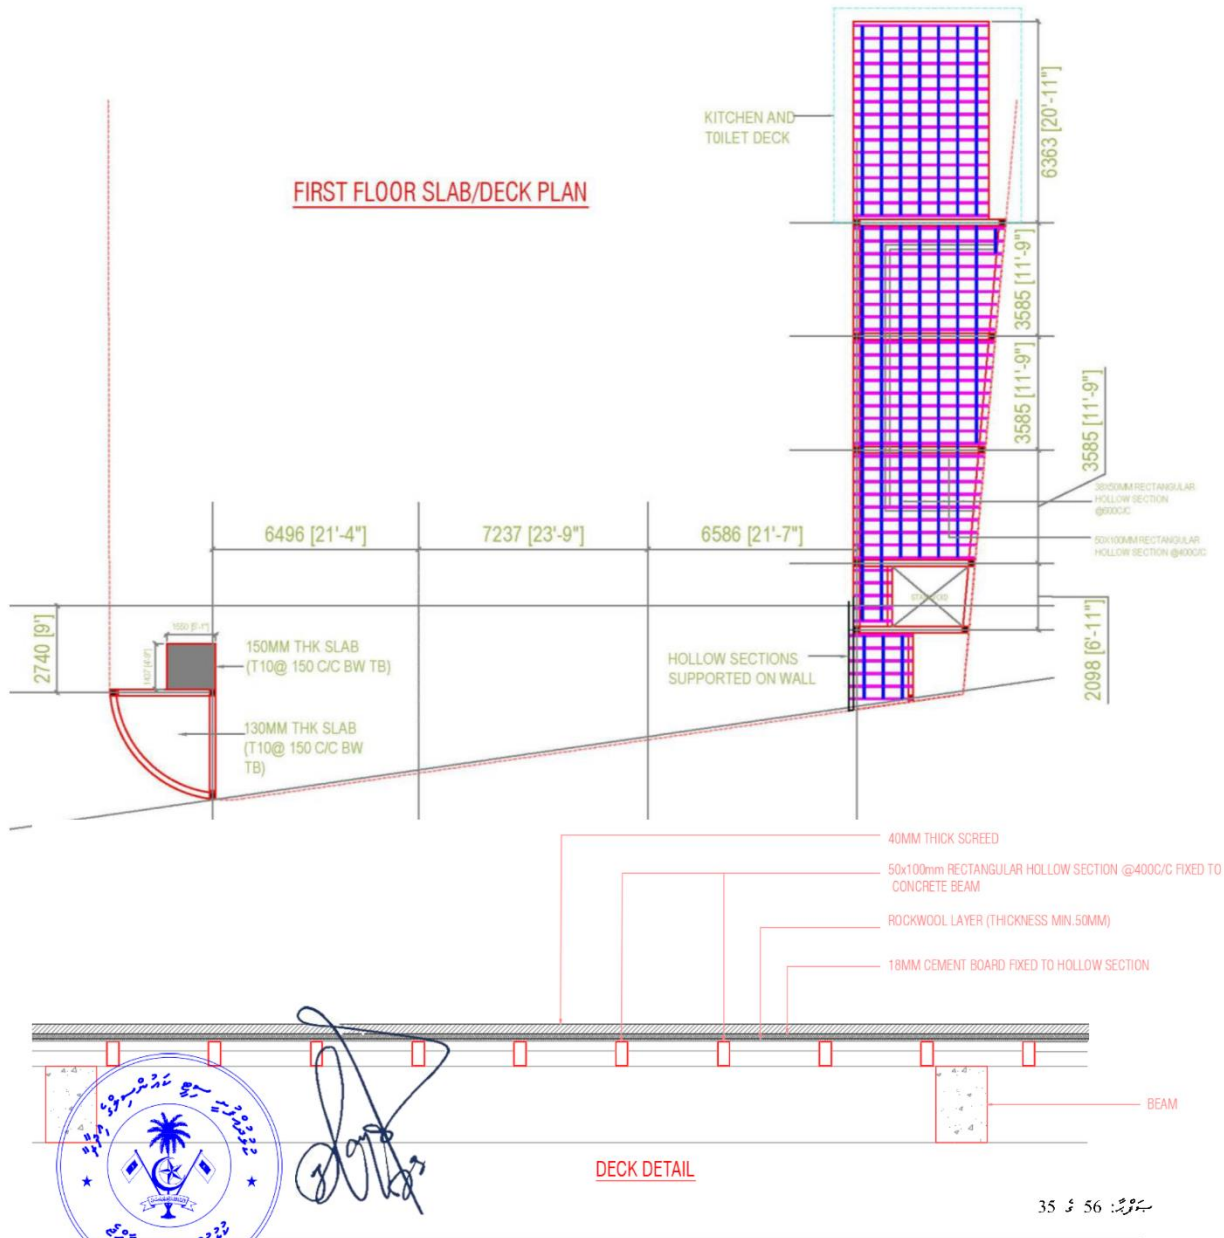 KITCHEN AND
TOILET DECK
6363 [20'-11"]
FIRST FLOOR SLAB/DECK PLAN
3585 [11'-9"]
3585 [11'-9"]
3585 [11'-9"]
38X50MM RECTANGULAR
HOLLOW SECTION
@600C/C
50X100MM RECTANGULAR
HOLLOW SECTION @400C/C
6496 [21'-4"]
7237 [23'-9"]
6586 [21'-7"]
2740 [9']
1550 [5'-1"]
150MM THK SLAB
(T10@ 150 C/C BW TB)
130MM THK SLAB
(T10@ 150 C/C BW
TB)
HOLLOW SECTIONS
SUPPORTED ON WALL
2098 [6'-11"]
40MM THICK SCREED
50x100mm RECTANGULAR HOLLOW SECTION @400C/C FIXED TO
CONCRETE BEAM
ROCKWOOL LAYER (THICKNESS MIN.50MM)
18MM CEMENT BOARD FIXED TO HOLLOW SECTION
BEAM
DECK DETAIL
ޞަފްޙާ: 56 ގެ 35